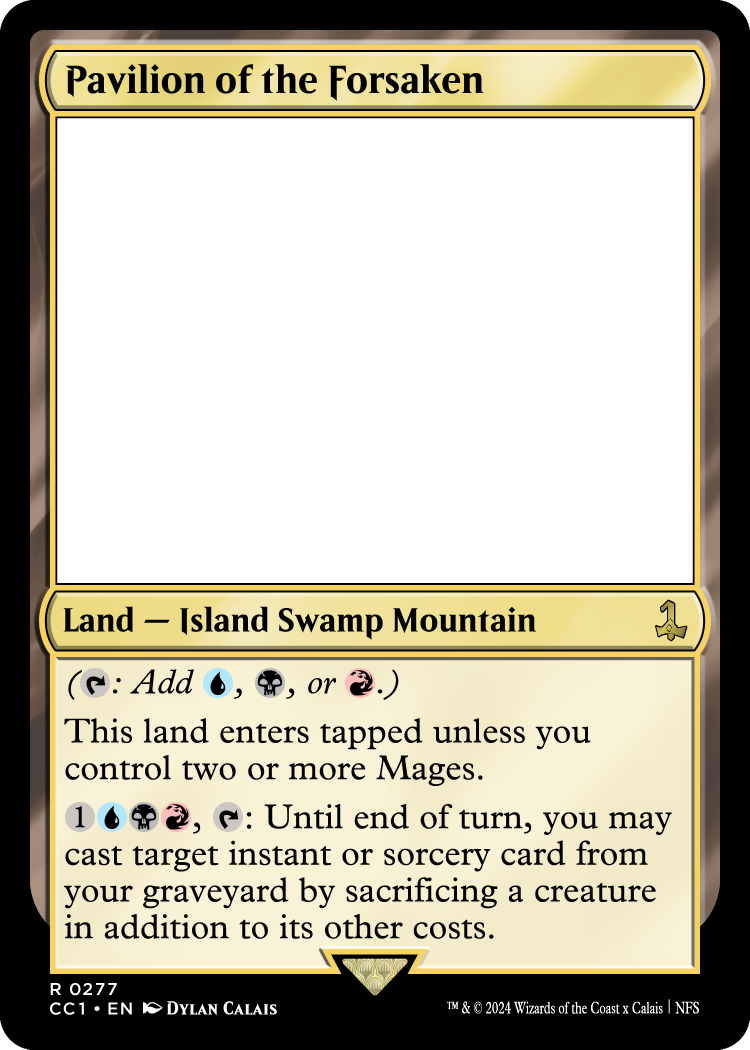 Pavilion of the Forsaken
Land — Island Swamp Mountain
1
(: Add , , or .)
This land enters tapped unless you
control two or more Mages.
1, : Until end of turn, you may
cast target instant or sorcery card from
your graveyard by sacrificing a creature
in addition to its other costs.
R 0277
CC1 • EN DYLAN CALAIS
™ & © 2024 Wizards of the Coast x Calais | NFS